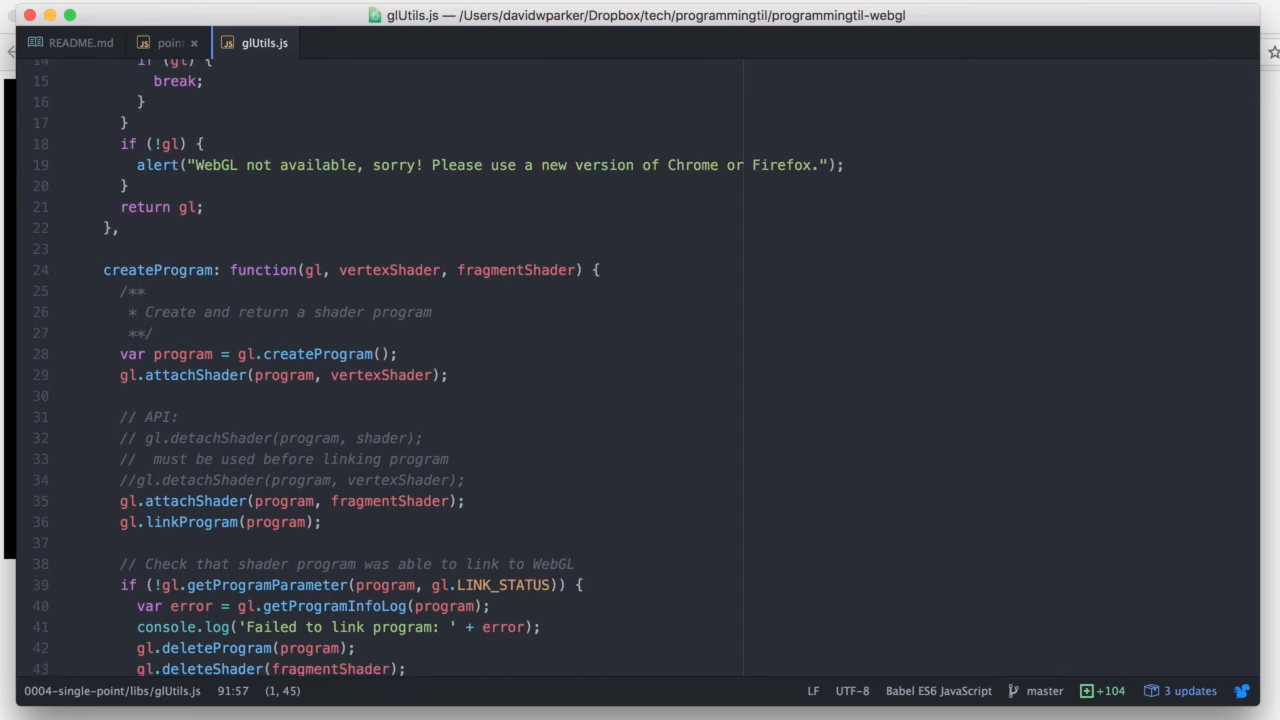 glUtils.js — /Users/davidwparker/Dropbox/tech/programmingtil/programmingtil-webgl
README.md point × glUtils.js
14 if (gl) {
15 break;
16 }
17 }
18 if (!gl) {
19 alert("WebGL not available, sorry! Please use a new version of Chrome or Firefox.");
20 }
21 return gl;
22 },
23
24 createProgram: function(gl, vertexShader, fragmentShader) {
25 /**
26 * Create and return a shader program
27 **/
28 var program = gl.createProgram();
29 gl.attachShader(program, vertexShader);
30
31 // API:
32 // gl.detachShader(program, shader);
33 //  must be used before linking program
34 //gl.detachShader(program, vertexShader);
35 gl.attachShader(program, fragmentShader);
36 gl.linkProgram(program);
37
38 // Check that shader program was able to link to WebGL
39 if (!gl.getProgramParameter(program, gl.LINK_STATUS)) {
40 var error = gl.getProgramInfoLog(program);
41 console.log('Failed to link program: ' + error);
42 gl.deleteProgram(program);
43 gl.deleteShader(fragmentShader);
0004-single-point/libs/glUtils.js 91:57 (1, 45) LF UTF-8 Babel ES6 JavaScript master +104 3 updates